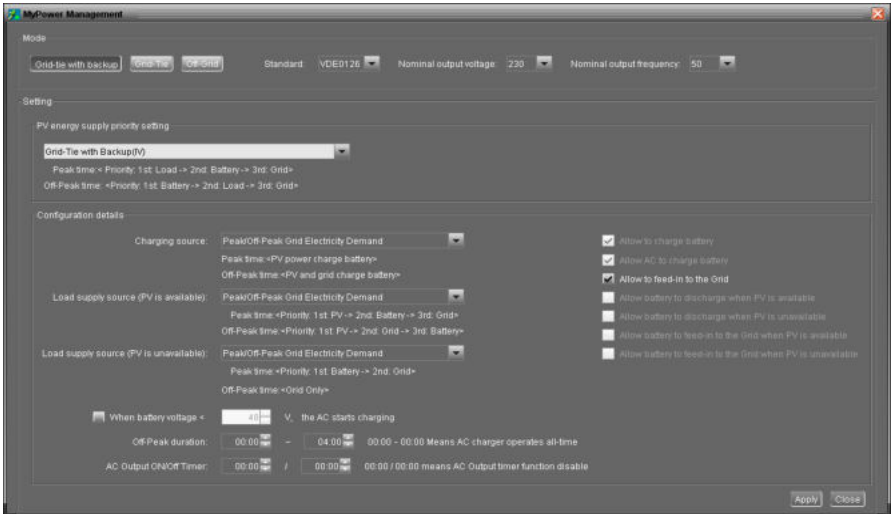 MyPower Management
Mode
Grid-tie with backup Grid-Tie Off-Grid Standard: VDE0126 Nominal output voltage: 230 Nominal output frequency: 50
Setting
PV energy supply priority setting
Grid-Tie with Backup(IV)
Peak time:< Priority: 1st: Load -> 2nd: Battery -> 3rd: Grid>
Off-Peak time: <Priority: 1st: Battery -> 2nd: Load -> 3rd: Grid>
Configuration details
Charging source: Peak/Off-Peak Grid Electricity Demand
Peak time:<PV power charge battery>
Off-Peak time:<PV and grid charge battery>
Load supply source (PV is available): Peak/Off-Peak Grid Electricity Demand
Peak time:<Priority: 1st: PV -> 2nd: Battery -> 3rd: Grid>
Off-Peak time:<Priority: 1st: PV -> 2nd: Grid -> 3rd: Battery>
Load supply source (PV is unavailable): Peak/Off-Peak Grid Electricity Demand
Peak time:<Priority: 1st: Battery -> 2nd: Grid>
Off-Peak time:<Grid Only>
Allow to charge battery
Allow AC to charge battery
Allow to feed-in to the Grid
Allow battery to discharge when PV is available
Allow battery to discharge when PV is unavailable
Allow battery to feed-in to the Grid when PV is available
Allow battery to feed-in to the Grid when PV is unavailable
When battery voltage < 48 V, the AC starts charging
Off-Peak duration: 00:00 – 04:00 00:00 - 00:00 Means AC charger operates all-time
AC Output ON/Off Timer: 00:00 / 00:00 00:00 / 00:00 means AC Output timer function disable
Apply Close